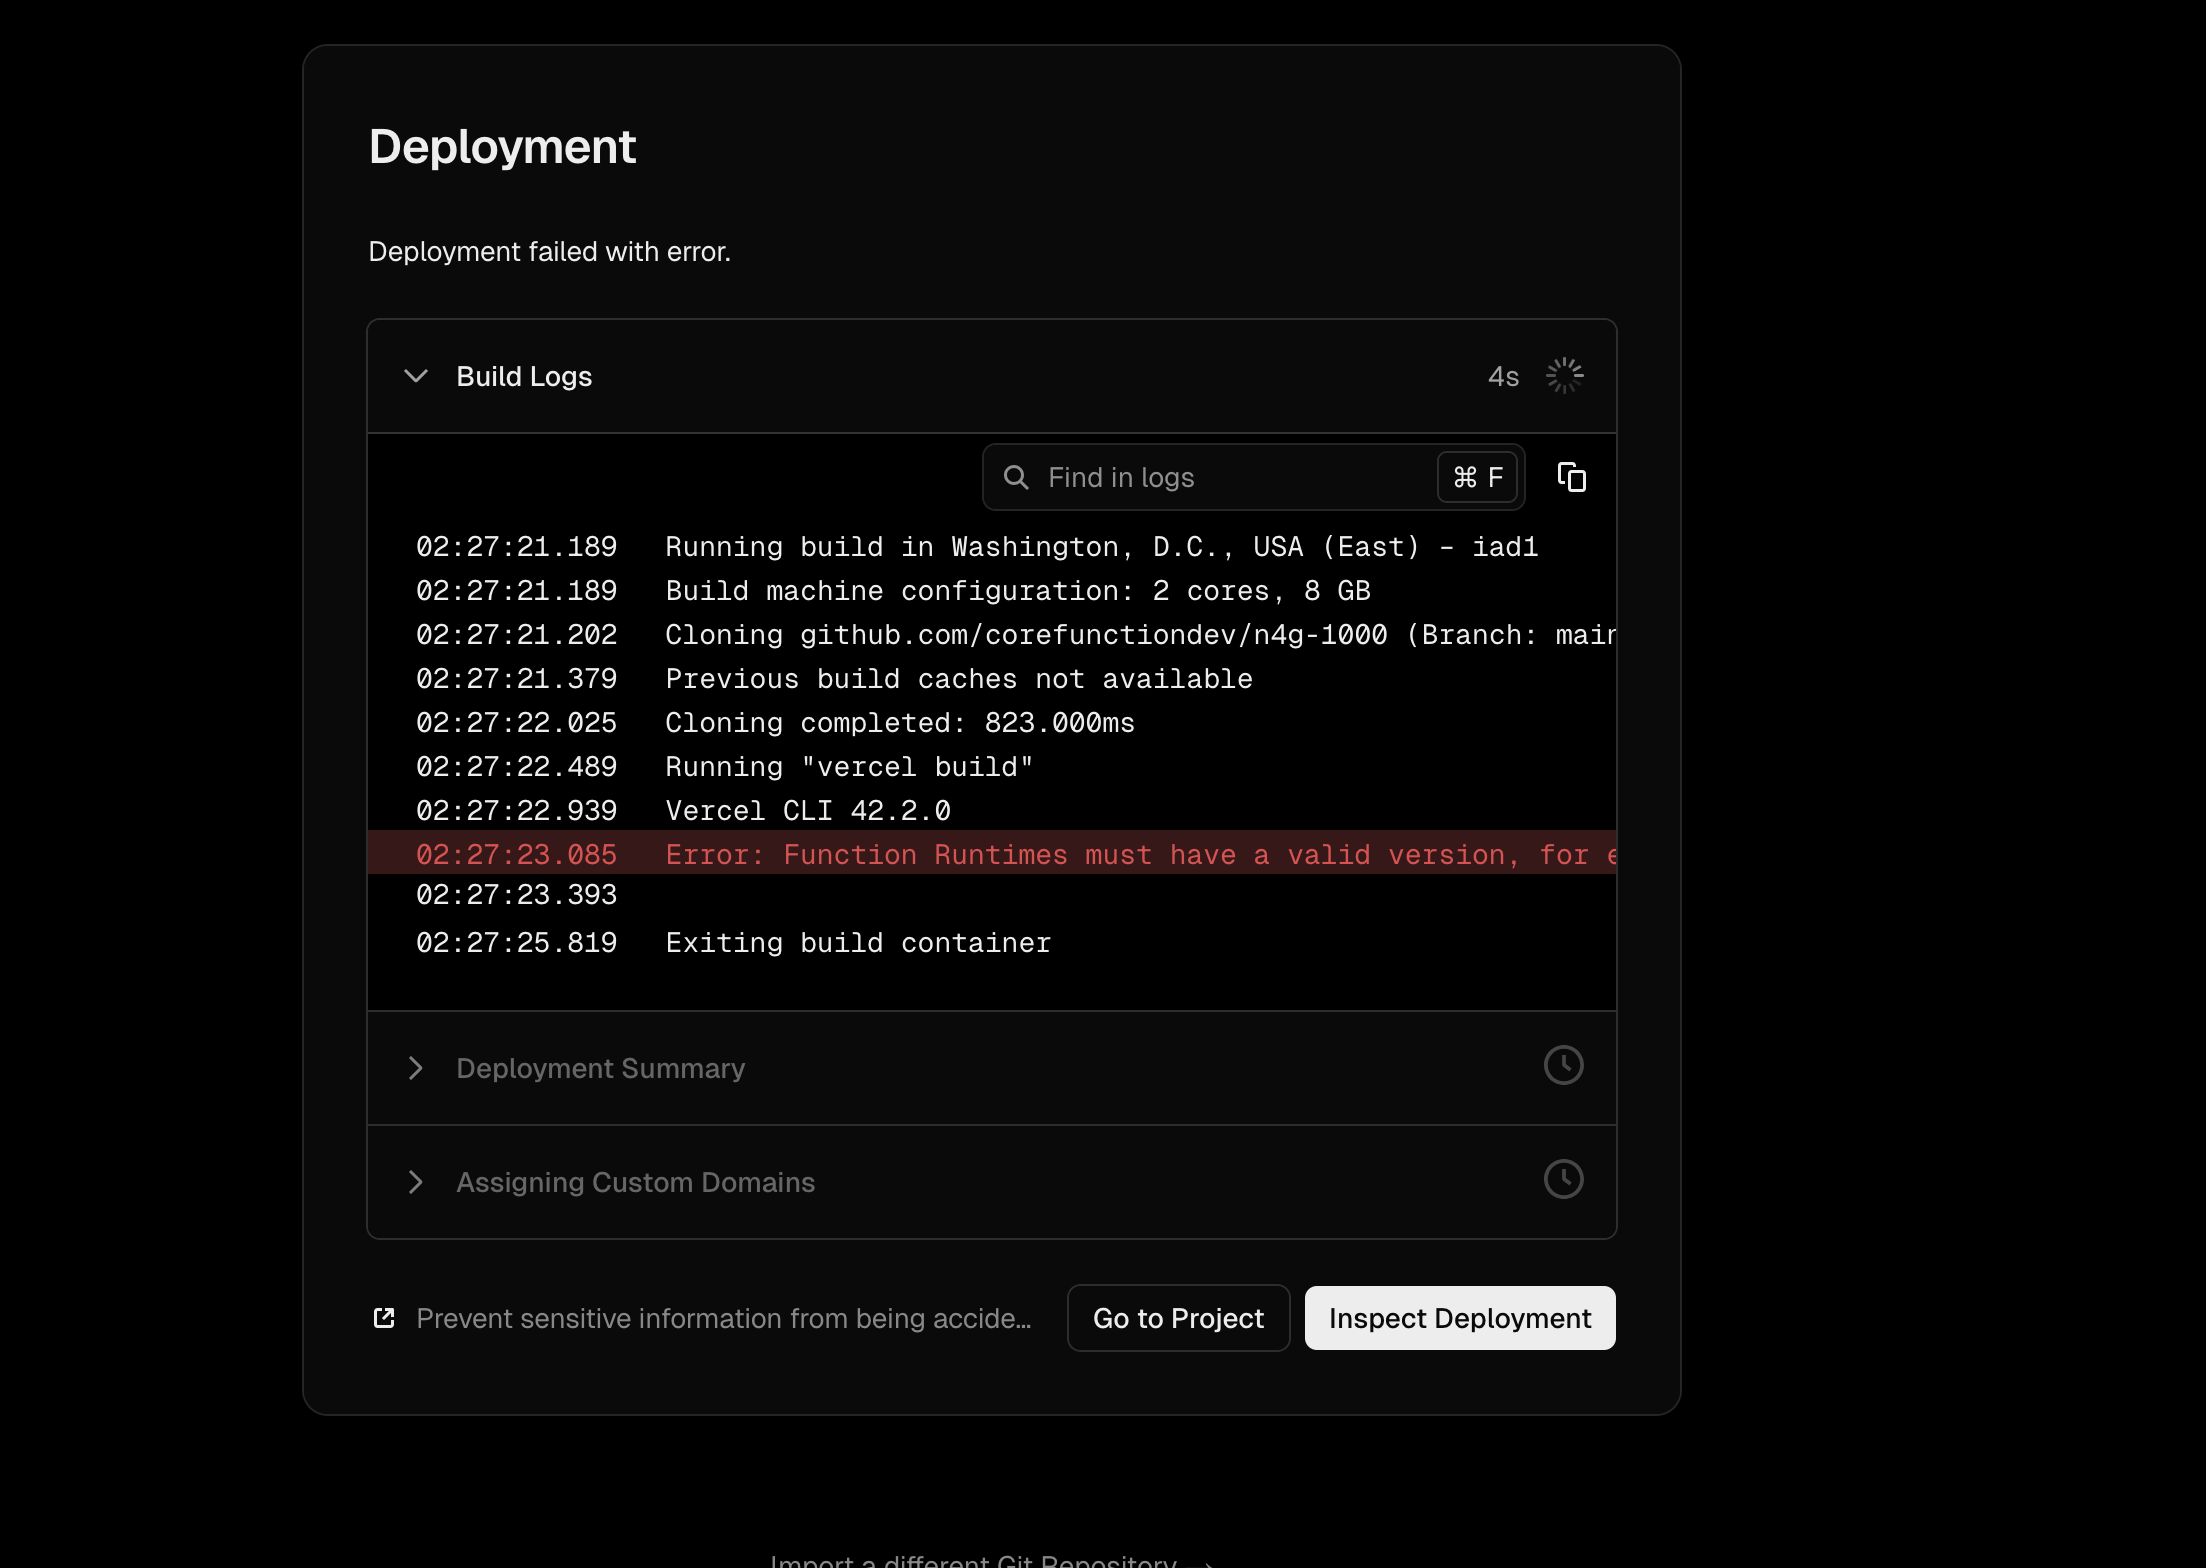 Deployment
Deployment failed with error.
Build Logs 4s
Find in logs ⌘ F
02:27:21.189 Running build in Washington, D.C., USA (East) – iad1
02:27:21.189 Build machine configuration: 2 cores, 8 GB
02:27:21.202 Cloning github.com/corefunctiondev/n4g-1000 (Branch: main
02:27:21.379 Previous build caches not available
02:27:22.025 Cloning completed: 823.000ms
02:27:22.489 Running "vercel build"
02:27:22.939 Vercel CLI 42.2.0
02:27:23.085 Error: Function Runtimes must have a valid version, for e
02:27:23.393
02:27:25.819 Exiting build container
Deployment Summary
Assigning Custom Domains
Prevent sensitive information from being accide... Go to Project Inspect Deployment
Import a different Git Repository →